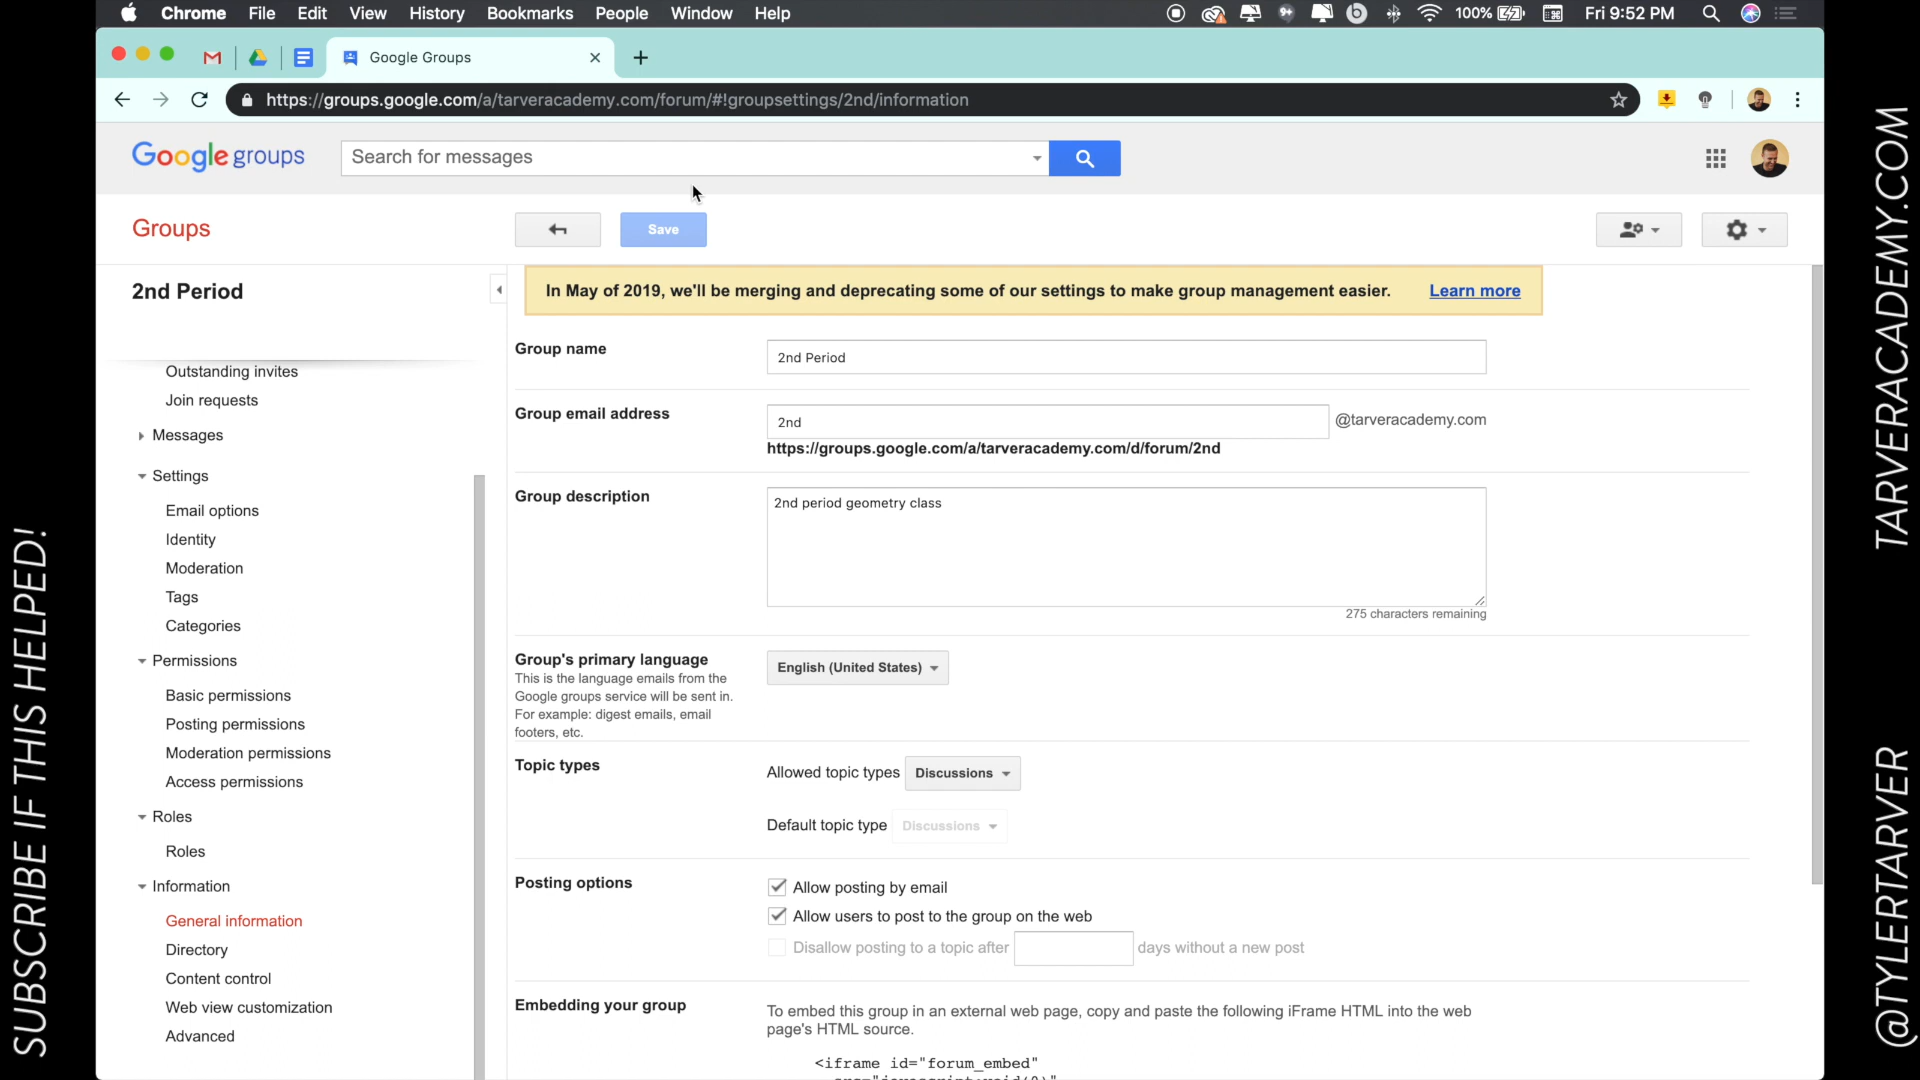 Chrome File Edit View History Bookmarks People Window Help 100% Fri 9:52 PM
Google Groups
https://groups.google.com/a/tarveracademy.com/forum/#!groupsettings/2nd/information
Google groups Search for messages
Groups Save
2nd Period
Outstanding invites
Join requests
Messages
Settings
Email options
Identity
Moderation
Tags
Categories
Permissions
Basic permissions
Posting permissions
Moderation permissions
Access permissions
Roles
Roles
Information
General information
Directory
Content control
Web view customization
Advanced
In May of 2019, we'll be merging and deprecating some of our settings to make group management easier. Learn more
Group name 2nd Period
Group email address 2nd @tarveracademy.com
https://groups.google.com/a/tarveracademy.com/d/forum/2nd
Group description 2nd period geometry class
275 characters remaining
Group's primary language English (United States)
This is the language emails from the
Google groups service will be sent in.
For example: digest emails, email
footers, etc.
Topic types Allowed topic types Discussions
Default topic type Discussions
Posting options Allow posting by email
Allow users to post to the group on the web
Disallow posting to a topic after days without a new post
Embedding your group To embed this group in an external web page, copy and paste the following iFrame HTML into the web
page's HTML source.
<iframe id="forum_embed"
src="javascript:void(0)"
SUBSCRIBE IF THIS HELPED!
TARVERACADEMY.COM
@TYLERTARVER